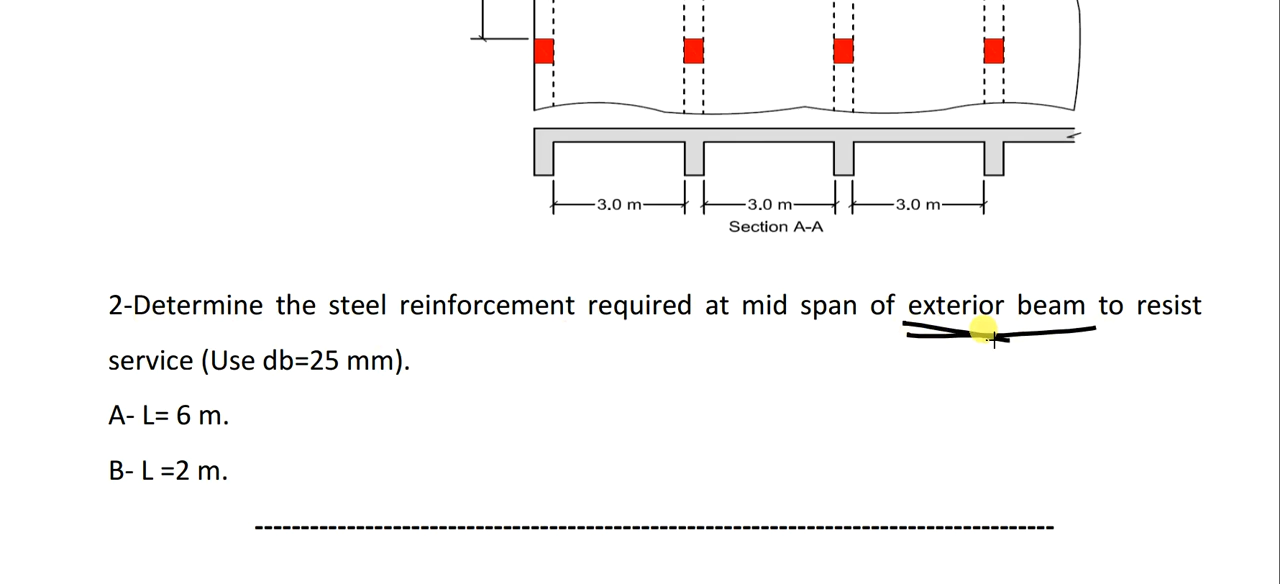 3.0 m 3.0 m 3.0 m
Section A-A
2-Determine the steel reinforcement required at mid span of exterior beam to resist
service (Use db=25 mm).
A- L= 6 m.
B- L =2 m.